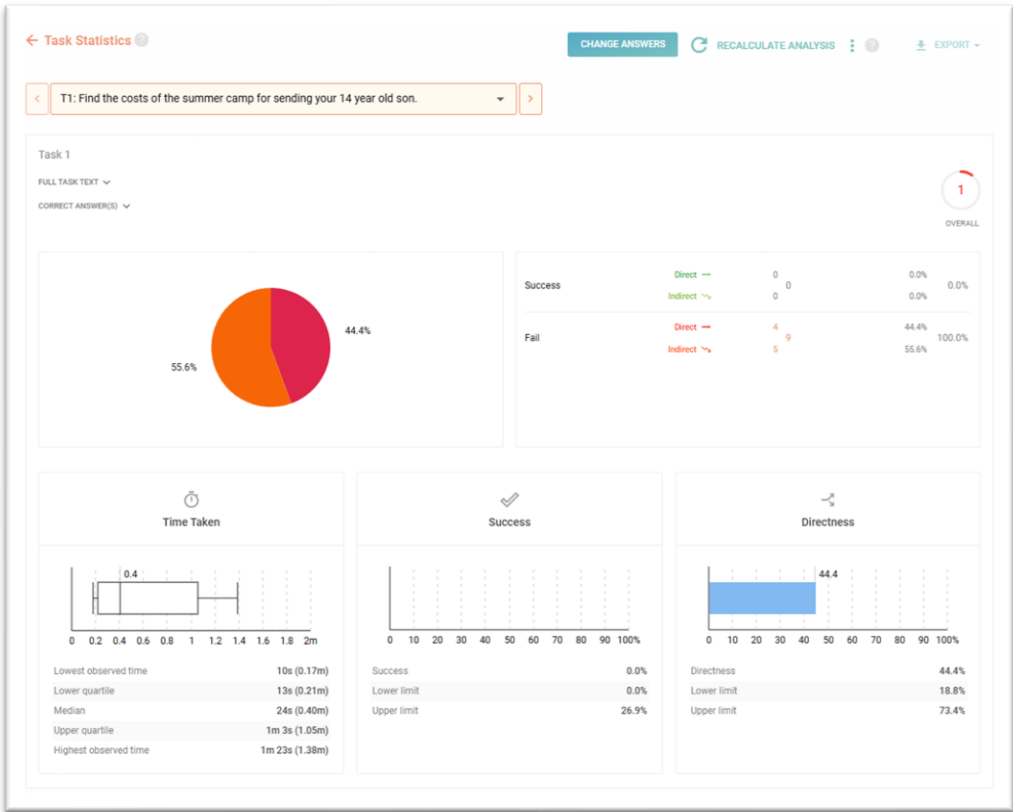 Task Statistics ?
CHANGE ANSWERS RECALCULATE ANALYSIS ? EXPORT
T1: Find the costs of the summer camp for sending your 14 year old son.
Task 1
FULL TASK TEXT
CORRECT ANSWER(S)
1
OVERALL
44.4%
55.6%
Success
Direct 0 0.0%
0 0.0%
Indirect 0 0.0%
Fail
Direct 4 44.4%
9 100.0%
Indirect 5 55.6%
Time Taken
0.4
0 0.2 0.4 0.6 0.8 1 1.2 1.4 1.6 1.8 2m
Lowest observed time 10s (0.17m)
Lower quartile 13s (0.21m)
Median 24s (0.40m)
Upper quartile 1m 3s (1.05m)
Highest observed time 1m 23s (1.38m)
Success
0 10 20 30 40 50 60 70 80 90 100%
Success 0.0%
Lower limit 0.0%
Upper limit 26.9%
Directness
44.4
0 10 20 30 40 50 60 70 80 90 100%
Directness 44.4%
Lower limit 18.8%
Upper limit 73.4%